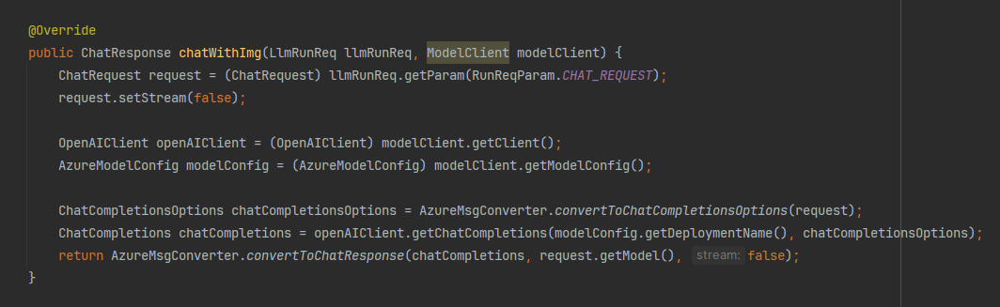 @Override
public ChatResponse chatWithImg(LlmRunReq llmRunReq, ModelClient modelClient) {
ChatRequest request = (ChatRequest) llmRunReq.getParam(RunReqParam.CHAT_REQUEST);
request.setStream(false);
OpenAIClient openAIClient = (OpenAIClient) modelClient.getClient();
AzureModelConfig modelConfig = (AzureModelConfig) modelClient.getModelConfig();
ChatCompletionsOptions chatCompletionsOptions = AzureMsgConverter.convertToChatCompletionsOptions(request);
ChatCompletions chatCompletions = openAIClient.getChatCompletions(modelConfig.getDeploymentName(), chatCompletionsOptions);
return AzureMsgConverter.convertToChatResponse(chatCompletions, request.getModel(), stream: false);
}